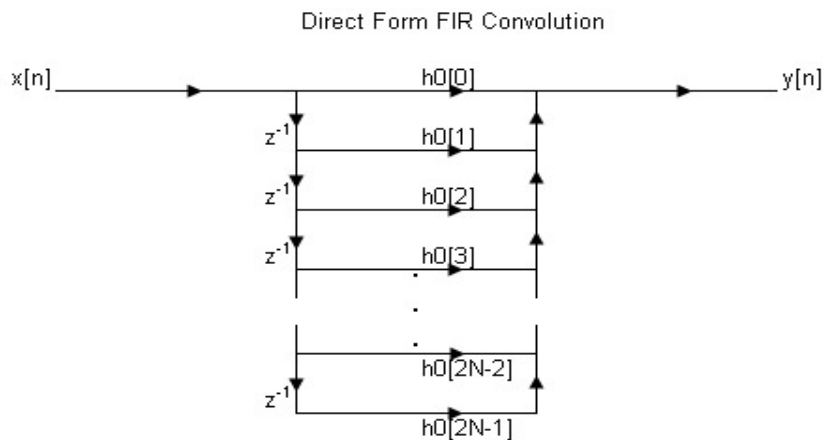 Direct Form FIR Convolution
x[n]
h0[0]
y[n]
z-1
h0[1]
z-1
h0[2]
z-1
h0[3]
h0[2N-2]
z-1
h0[2N-1]